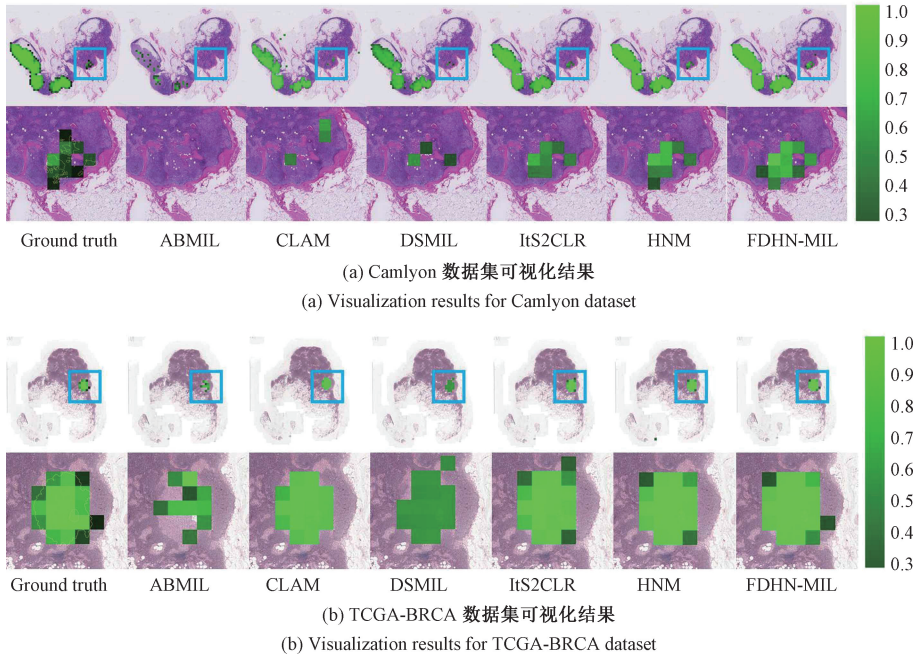 1.0
0.9
0.8
0.7
0.6
0.5
0.4
0.3
Ground truth ABMIL CLAM DSMIL ItS2CLR HNM FDHN-MIL
(a) Camlyon 数据集可视化结果
(a) Visualization results for Camlyon dataset
1.0
0.9
0.8
0.7
0.6
0.5
0.4
0.3
Ground truth ABMIL CLAM DSMIL ItS2CLR HNM FDHN-MIL
(b) TCGA-BRCA 数据集可视化结果
(b) Visualization results for TCGA-BRCA dataset